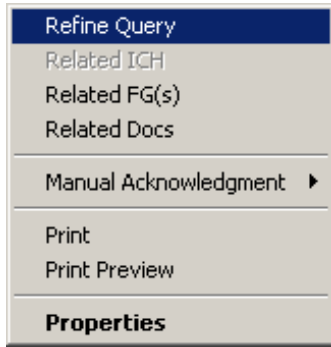 Refine Query
Related ICH
Related FG(s)
Related Docs
Manual Acknowledgment
Print
Print Preview
Properties